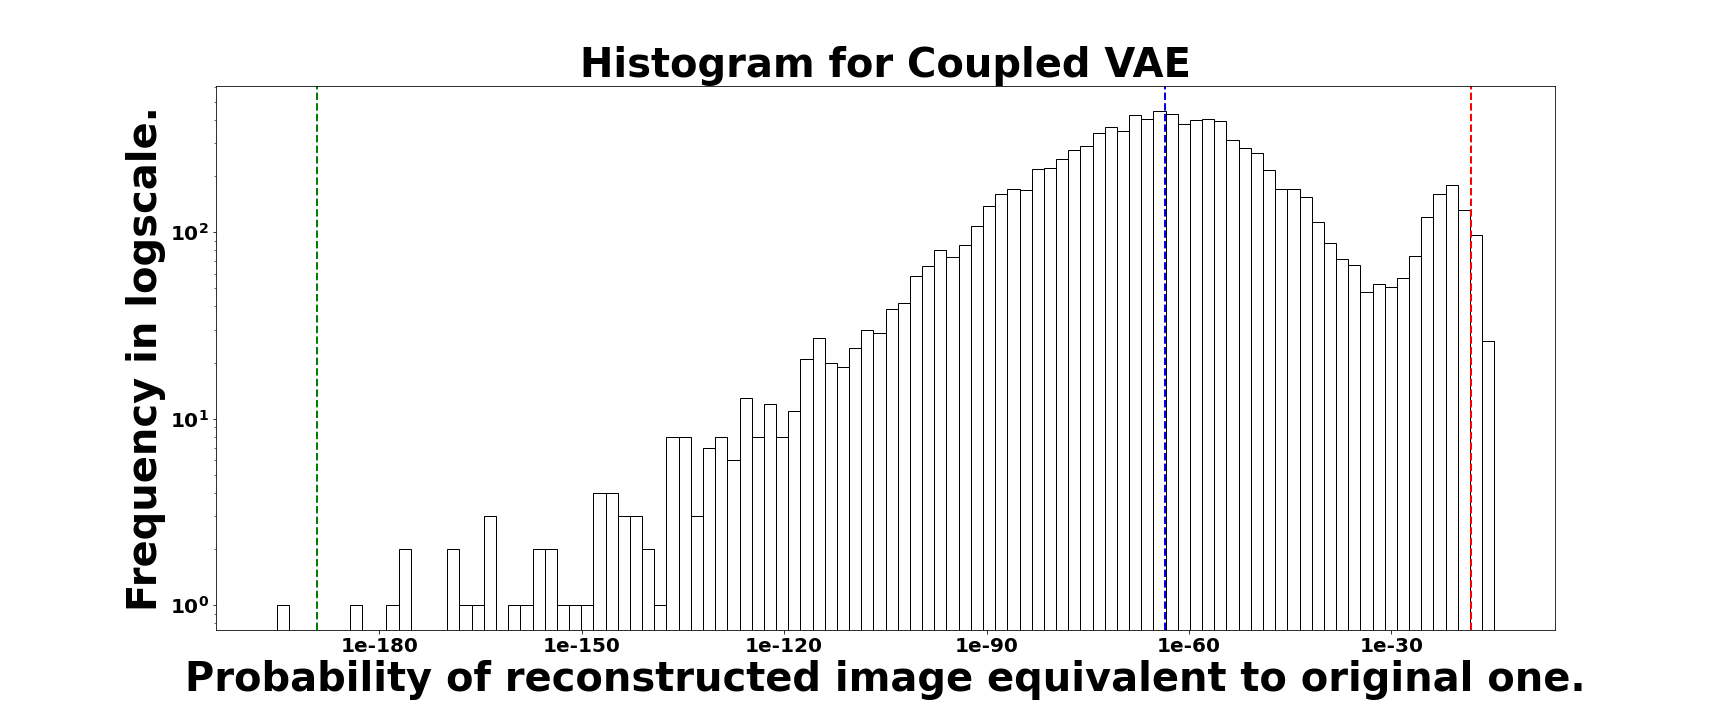 Histogram for Coupled VAE
Frequency in logscale.
10²
10¹
10⁰
1e-180 1e-150 1e-120 1e-90 1e-60 1e-30
Probability of reconstructed image equivalent to original one.